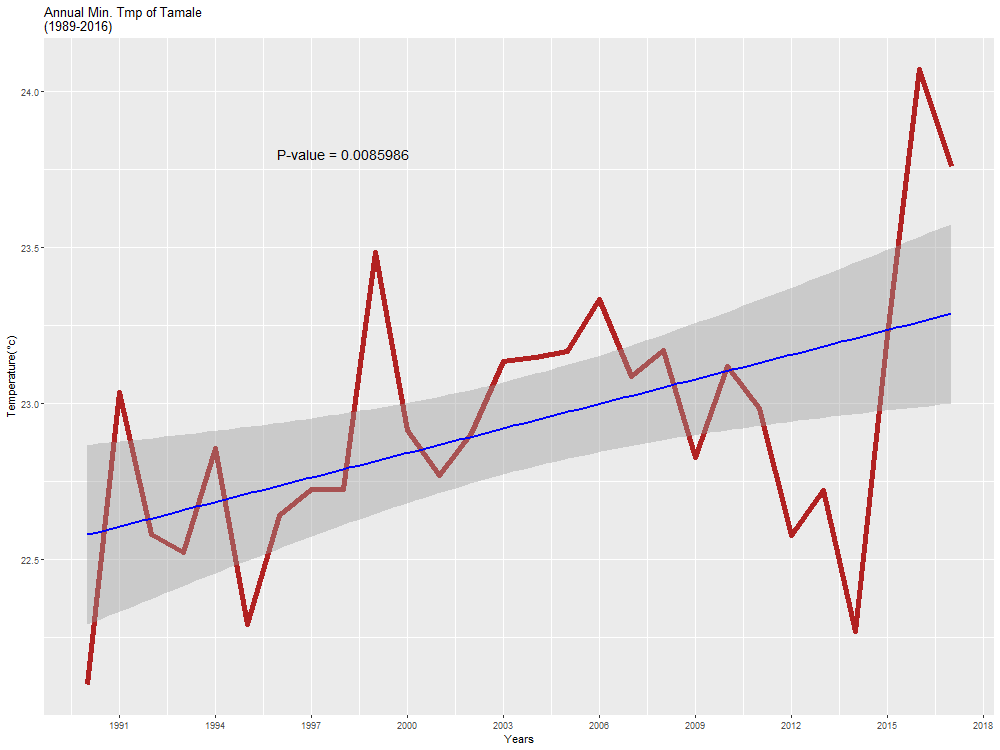 Annual Min. Tmp of Tamale
(1989-2016)
P-value = 0.0085986
24.0
23.5
23.0
22.5
Temperature(°c)
1991 1994 1997 2000 2003 2006 2009 2012 2015 2018
Years